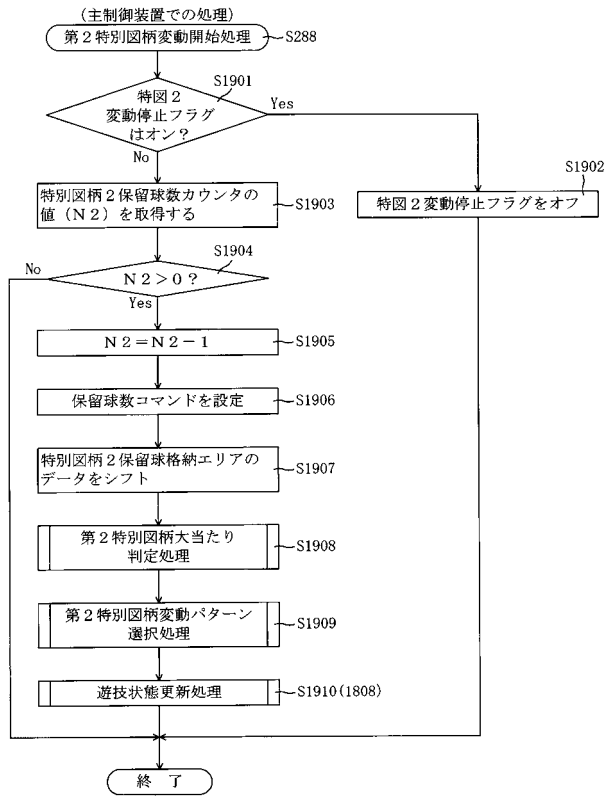 (主制御装置での処理)
第2特別図柄変動開始処理
S288
特図2
変動停止フラグ
はオン？
S1901
Yes
No
S1902
特図2変動停止フラグをオフ
特別図柄2保留球数カウンタの
値（N2）を取得する
S1903
S1904
No
N2＞0？
Yes
N2＝N2－1
S1905
保留球数コマンドを設定
S1906
特別図柄2保留球格納エリアの
データをシフト
S1907
第2特別図柄大当たり
判定処理
S1908
第2特別図柄変動パターン
選択処理
S1909
遊技状態更新処理
S1910(1808)
終 了